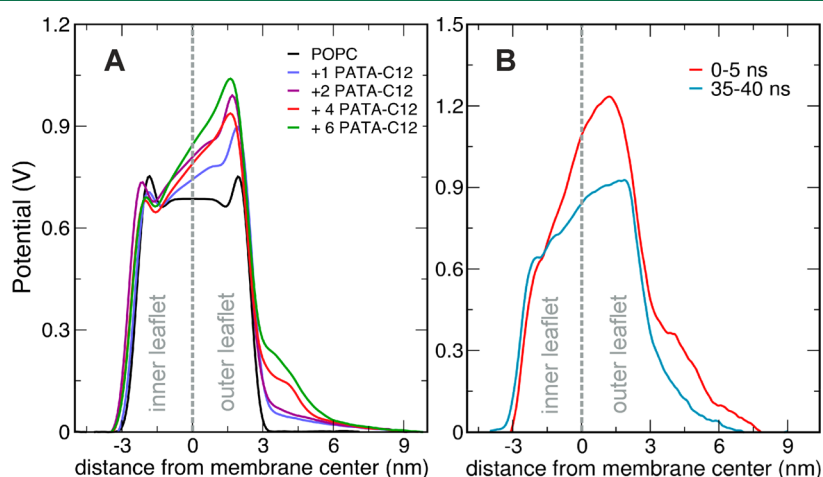 A
POPC
+1 PATA-C12
+2 PATA-C12
+ 4 PATA-C12
+ 6 PATA-C12
1.2
0.9
0.6
0.3
0
Potential (V)
inner leaflet
outer leaflet
-3 0 3 6 9
distance from membrane center (nm)
B
0-5 ns
35-40 ns
1.5
1.2
0.9
0.6
0.3
0
inner leaflet
outer leaflet
-3 0 3 6 9
distance from membrane center (nm)